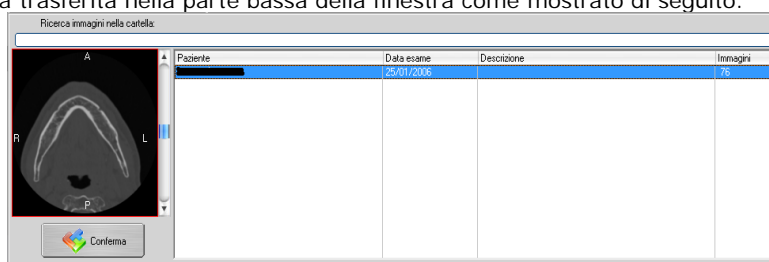 a trasferita nella parte bassa della finestra come mostrato di seguito.
Ricerca immagini nella cartella:
A
R L
P
Paziente Data esame Descrizione Immagini
25/01/2006 76
Conferma